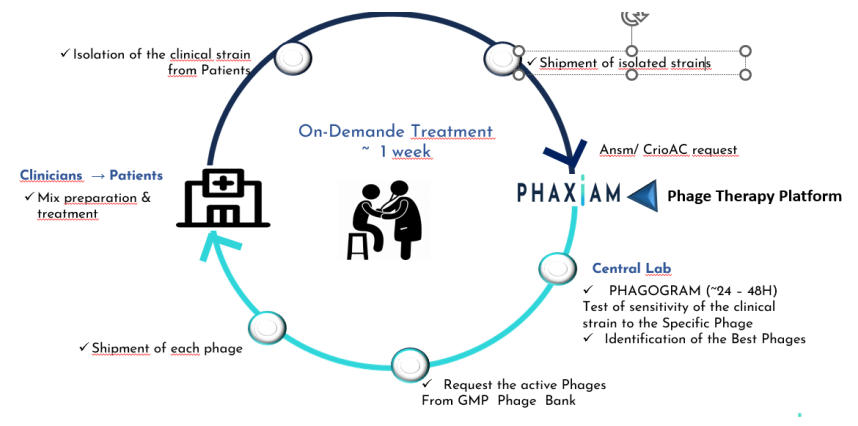 ✓ Isolation of the clinical strain
from Patients
✓ Shipment of isolated strains
On-Demande Treatment
~ 1 week
Ansm/ CrioAC request
Clinicians → Patients
✓ Mix preparation &
treatment
PHAXIAM
Phage Therapy Platform
Central Lab
✓ PHAGOGRAM (~24 – 48H)
Test of sensitivity of the clinical
strain to the Specific Phage
✓ Identification of the Best Phages
✓ Shipment of each phage
✓ Request the active Phages
From GMP Phage Bank